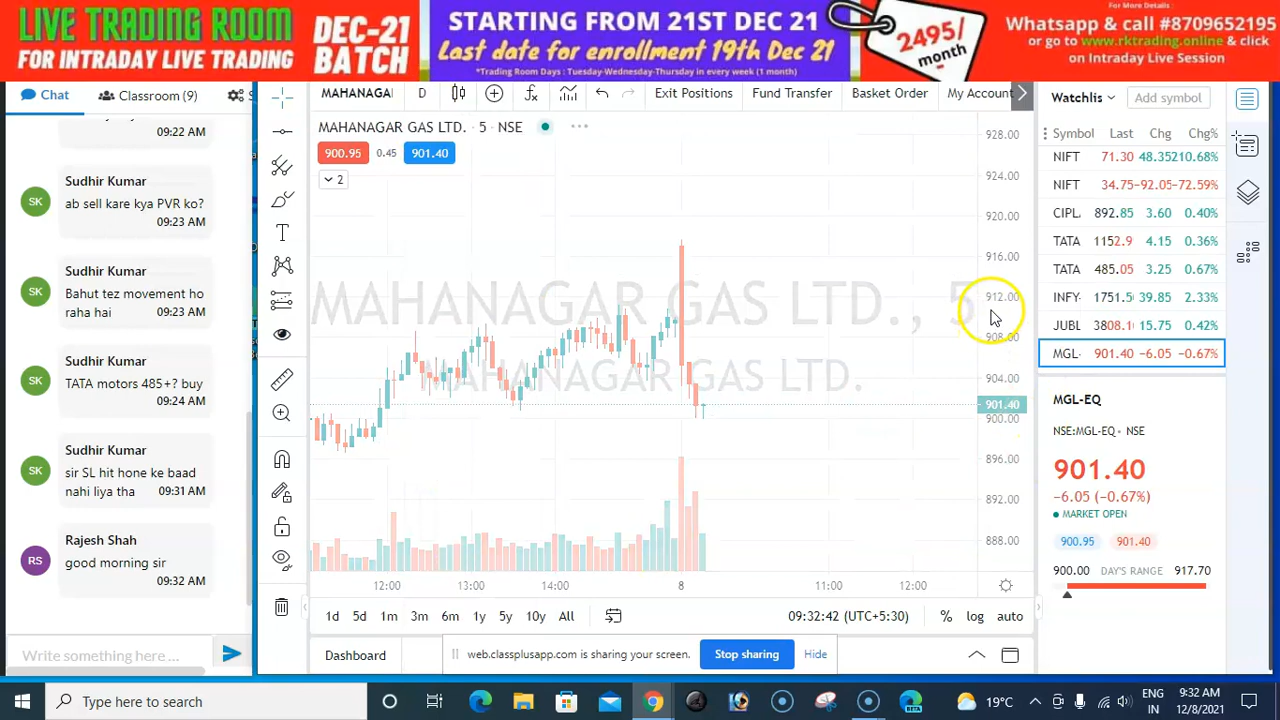 LIVE TRADING ROOM
FOR INTRADAY LIVE TRADING
DEC-21
BATCH
STARTING FROM 21ST DEC 21
Last date for enrollment 19th Dec 21
*Trading Room Days : Tuesday-Wednesday-Thursday in every week (1 month)
2495/
month
For More Details :
Whatsapp & call #8709652195
or go to www.rktrading.online & click
on Intraday Live Session
Chat
Classroom (9)
S
09:22 AM
SK
Sudhir Kumar
ab sell kare kya PVR ko?
09:23 AM
SK
Sudhir Kumar
Bahut tez movement ho
raha hai
09:23 AM
SK
Sudhir Kumar
TATA motors 485+? buy
09:24 AM
SK
Sudhir Kumar
sir SL hit hone ke baad
nahi liya tha
09:31 AM
RS
Rajesh Shah
good morning sir
09:32 AM
Write something here ...
MAHANAGA
D
Exit Positions
Fund Transfer
Basket Order
My Account
MAHANAGAR GAS LTD. · 5 · NSE
900.95
0.45
901.40
2
MAHANAGAR GAS LTD., 5
MAHANAGAR GAS LTD.
928.00
924.00
920.00
916.00
912.00
908.00
904.00
901.40
900.00
896.00
892.00
888.00
12:00
13:00
14:00
8
11:00
12:00
1d
5d
1m
3m
6m
1y
5y
10y
All
09:32:42 (UTC+5:30)
%
log
auto
Dashboard
web.classplusapp.com is sharing your screen.
Stop sharing
Hide
Watchlis
Add symbol
Symbol Last Chg Chg%
NIFT 71.30 48.35 210.68%
NIFT 34.75 -92.05 -72.59%
CIPL 892.85 3.60 0.40%
TATA 1152.9 4.15 0.36%
TATA 485.05 3.25 0.67%
INFY- 1751.5 39.85 2.33%
JUBL 3808.1 15.75 0.42%
MGL- 901.40 -6.05 -0.67%
MGL-EQ
NSE:MGL-EQ · NSE
901.40
-6.05 (-0.67%)
MARKET OPEN
900.95
901.40
900.00
DAY'S RANGE
917.70
Type here to search
BETA
19°C
ENG
IN
9:32 AM
12/8/2021